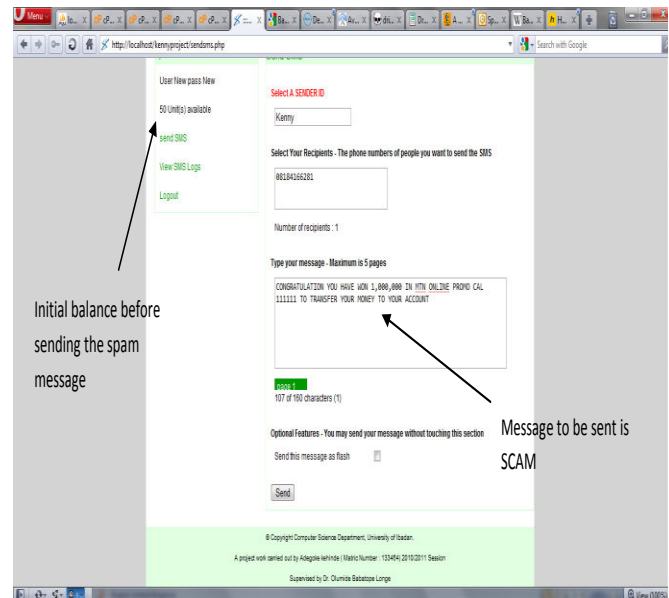 Menu
http://localhost/kennyproject/sendsms.php
Search with Google
User New pass New
50 Unit(s) available
send SMS
View SMS Logs
Logout
Select A SENDER ID
Kenny
Select Your Recipients - The phone numbers of people you want to send the SMS
08184166281
Number of recipients : 1
Type your message - Maximum is 5 pages
CONGRATULATION YOU HAVE WON 1,000,000 IN MTN ONLINE PROMO CAL
111111 TO TRANSFER YOUR MONEY TO YOUR ACCOUNT
page 1
107 of 160 characters (1)
Optional Features - You may send your message without touching this section
Send this message as flash
Send
Initial balance before
sending the spam
message
Message to be sent is
SCAM
© Copyright Computer Science Department, University of Ibadan.
A project work carried out by Adegoke kehinde ( Matric Number : 133464) 2010/2011 Session
Supervised by Dr. Olumide Babatope Longe
View (100%)